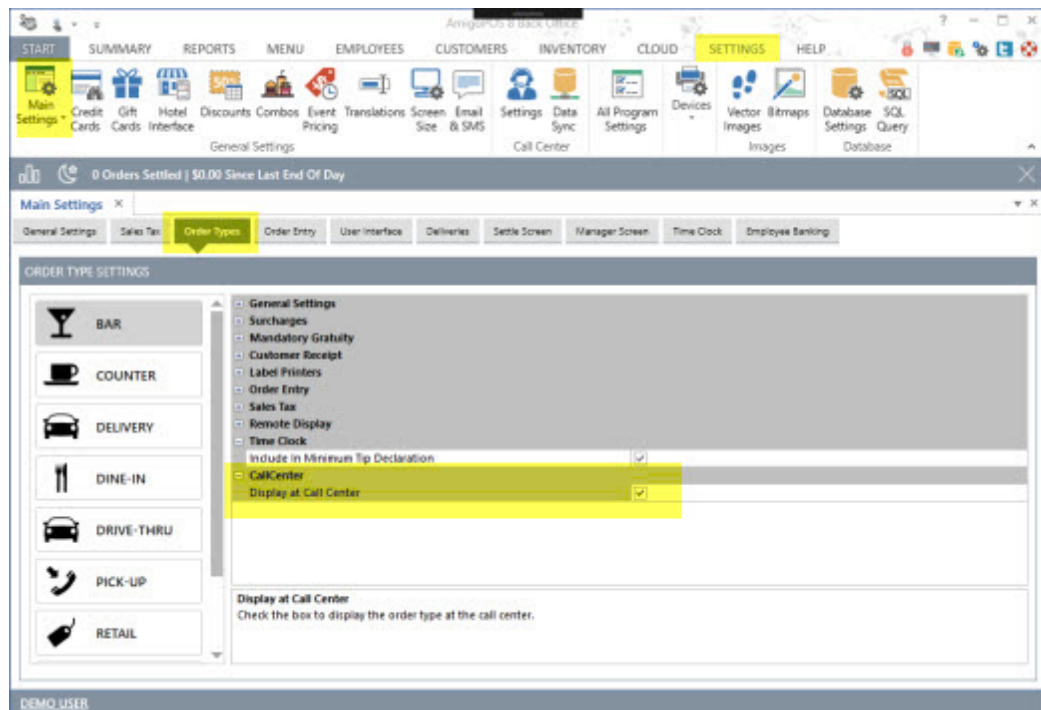 AmigoPOS 8 Back Office
START SUMMARY REPORTS MENU EMPLOYEES CUSTOMERS INVENTORY CLOUD SETTINGS HELP
Main Settings
Credit Cards
Gift Cards
Hotel Interface
Discounts
Combos
Event Pricing
Translations
Screen Size
Email & SMS
Settings
Data Sync
All Program Settings
Devices
Vector Images
Bitmaps
Database Settings
SQL Query
General Settings
Call Center
Images
Database
0 Orders Settled | $0.00 Since Last End Of Day
Main Settings
General Settings Sales Tax Order Types Order Entry User Interface Deliveries Settle Screen Manager Screen Time Clock Employee Banking
ORDER TYPE SETTINGS
BAR
COUNTER
DELIVERY
DINE-IN
DRIVE-THRU
PICK-UP
RETAIL
General Settings
Surcharges
Mandatory Gratuity
Customer Receipt
Label Printers
Order Entry
Sales Tax
Remote Display
Time Clock
Include In Minimum Tip Declaration
CallCenter
Display at Call Center
Display at Call Center
Check the box to display the order type at the call center.
DEMO USER